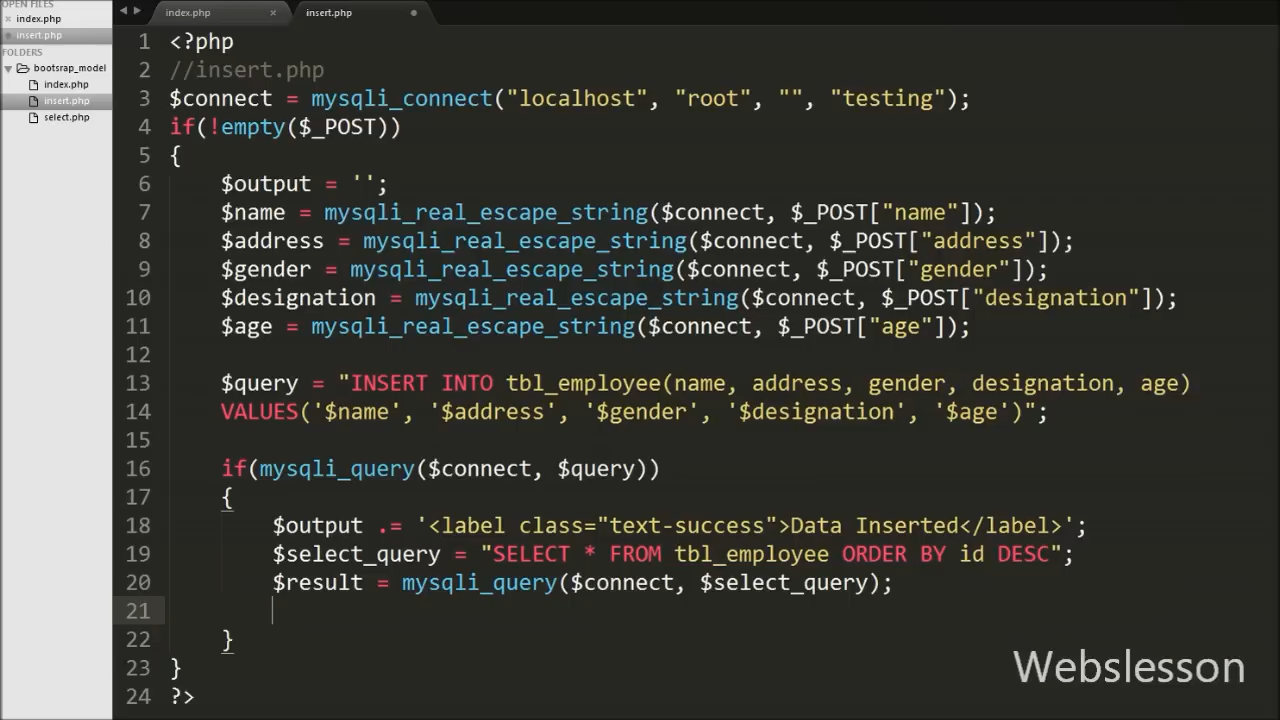 OPEN FILES
index.php
insert.php
FOLDERS
bootsrap_model
index.php
insert.php
select.php
index.php × insert.php
1 <?php
2 //insert.php
3 $connect = mysqli_connect("localhost", "root", "", "testing");
4 if(!empty($_POST))
5 {
6 $output = '';
7 $name = mysqli_real_escape_string($connect, $_POST["name"]);
8 $address = mysqli_real_escape_string($connect, $_POST["address"]);
9 $gender = mysqli_real_escape_string($connect, $_POST["gender"]);
10 $designation = mysqli_real_escape_string($connect, $_POST["designation"]);
11 $age = mysqli_real_escape_string($connect, $_POST["age"]);
12
13 $query = "INSERT INTO tbl_employee(name, address, gender, designation, age)
14 VALUES('$name', '$address', '$gender', '$designation', '$age')";
15
16 if(mysqli_query($connect, $query))
17 {
18 $output .= '<label class="text-success">Data Inserted</label>';
19 $select_query = "SELECT * FROM tbl_employee ORDER BY id DESC";
20 $result = mysqli_query($connect, $select_query);
21
22 }
23 }
24 ?>
Webslesson